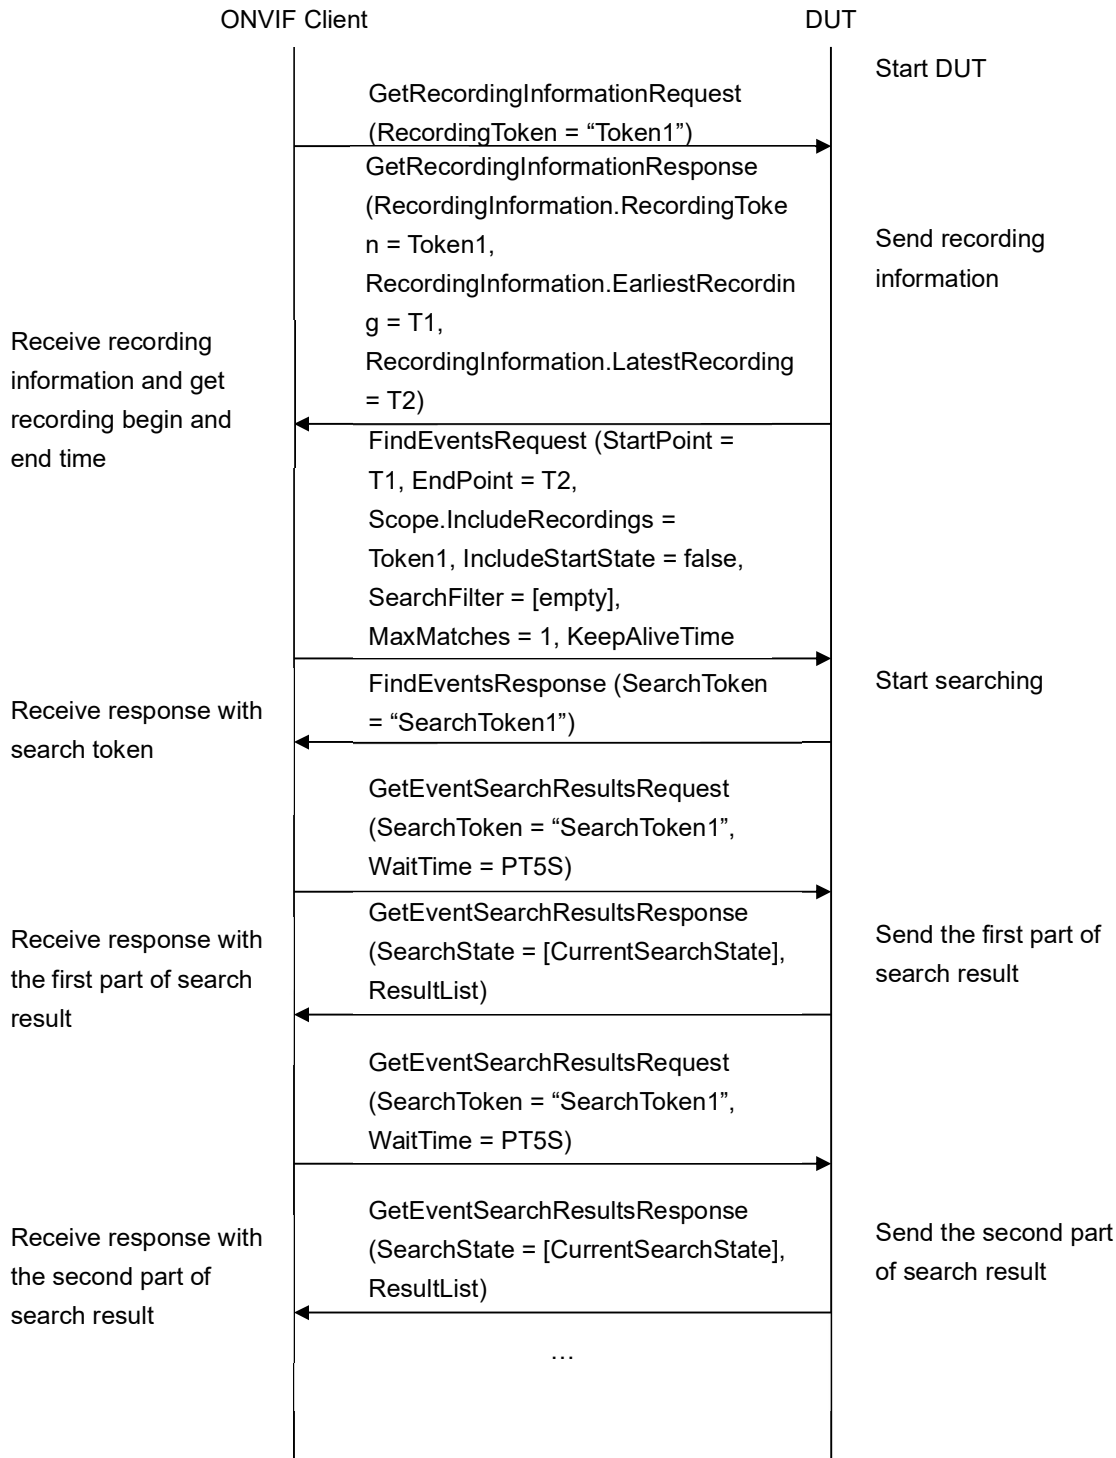 ONVIF Client
DUT
Start DUT
GetRecordingInformationRequest
(RecordingToken = “Token1”)
GetRecordingInformationResponse
(RecordingInformation.RecordingToke
n = Token1,
RecordingInformation.EarliestRecordin
g = T1,
RecordingInformation.LatestRecording
= T2)
Send recording
information
Receive recording
information and get
recording begin and
end time
FindEventsRequest (StartPoint =
T1, EndPoint = T2,
Scope.IncludeRecordings =
Token1, IncludeStartState = false,
SearchFilter = [empty],
MaxMatches = 1, KeepAliveTime
Start searching
FindEventsResponse (SearchToken
= “SearchToken1”)
Receive response with
search token
GetEventSearchResultsRequest
(SearchToken = “SearchToken1”,
WaitTime = PT5S)
GetEventSearchResultsResponse
(SearchState = [CurrentSearchState],
ResultList)
Send the first part of
search result
Receive response with
the first part of search
result
GetEventSearchResultsRequest
(SearchToken = “SearchToken1”,
WaitTime = PT5S)
GetEventSearchResultsResponse
(SearchState = [CurrentSearchState],
ResultList)
Send the second part
of search result
Receive response with
the second part of
search result
…